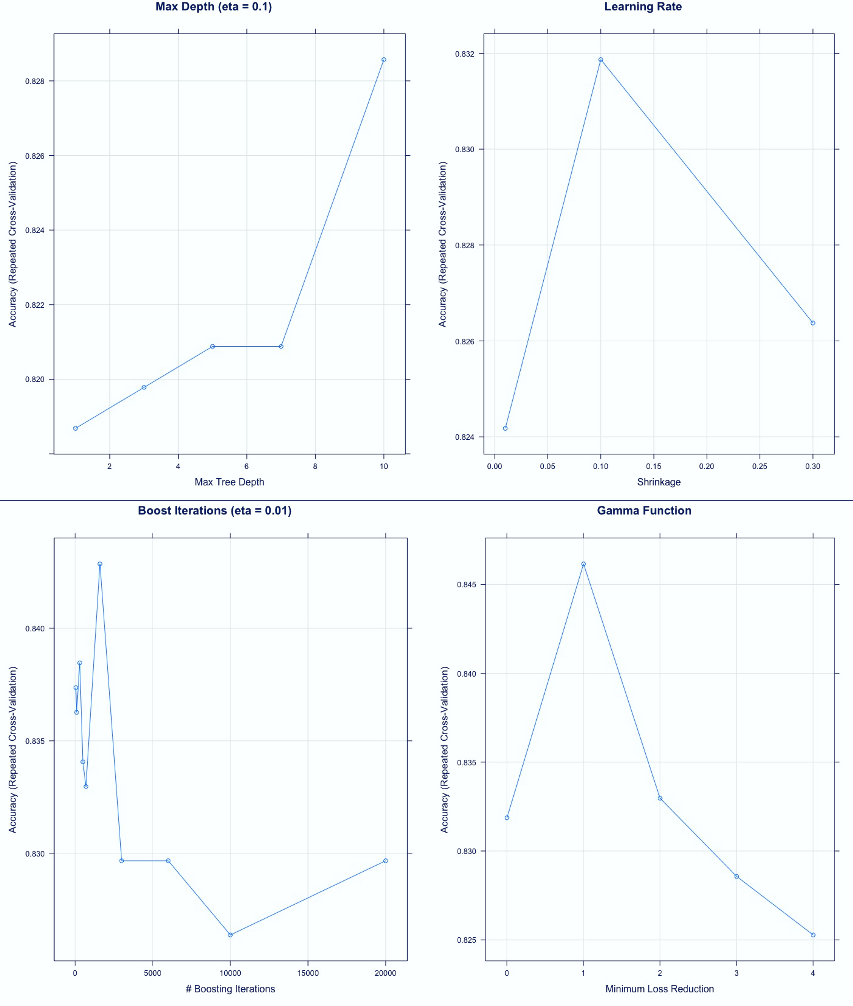 Max Depth (eta = 0.1)
Accuracy (Repeated Cross-Validation)
0.828
0.826
0.824
0.822
0.820
2 4 6 8 10
Max Tree Depth
Learning Rate
Accuracy (Repeated Cross-Validation)
0.832
0.830
0.828
0.826
0.824
0.00 0.05 0.10 0.15 0.20 0.25 0.30
Shrinkage
Boost Iterations (eta = 0.01)
Accuracy (Repeated Cross-Validation)
0.840
0.835
0.830
0 5000 10000 15000 20000
# Boosting Iterations
Gamma Function
Accuracy (Repeated Cross-Validation)
0.845
0.840
0.835
0.830
0.825
0 1 2 3 4
Minimum Loss Reduction